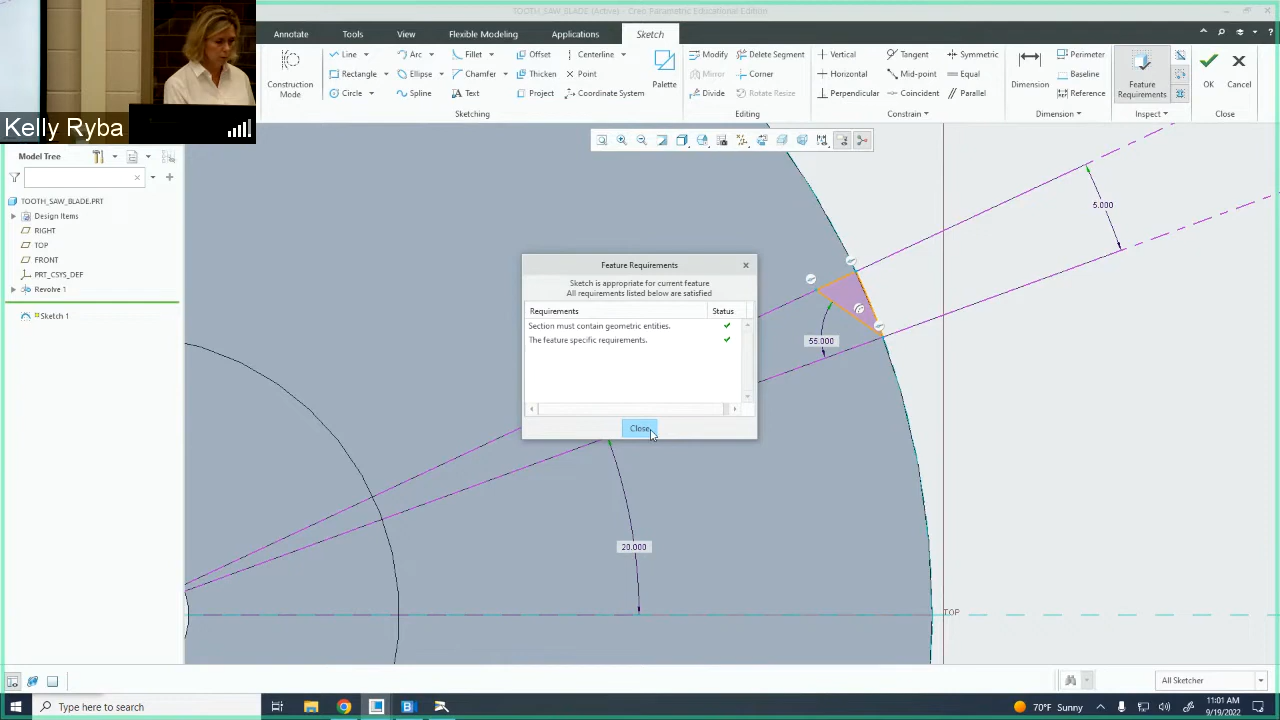 TOOTH_SAW_BLADE (Active) - Creo Parametric Educational Edition
Annotate Tools View Flexible Modeling Applications Sketch
Construction Mode
Line Arc Fillet Offset Centerline
Rectangle Ellipse Chamfer Thicken Point
Circle Spline Text Project Coordinate System
Palette
Modify Delete Segment
Mirror Corner
Divide Rotate Resize
Vertical Tangent Symmetric
Horizontal Mid-point Equal
Perpendicular Coincident Parallel
Dimension
Perimeter
Baseline
Reference
Feature Requirements
OK
Cancel
Sketching Editing Constrain Dimension Inspect Close
Kelly Ryba
Model Tree
TOOTH_SAW_BLADE.PRT
Design Items
RIGHT
TOP
FRONT
PRT_CSYS_DEF
Revolve 1
Sketch 1
5.000
55.000
20.000
TOP
Feature Requirements
Sketch is appropriate for current feature
All requirements listed below are satisfied
Requirements Status
Section must contain geometric entities.
The feature specific requirements.
Close
All Sketcher
Type here to search
70°F Sunny
11:01 AM
9/19/2022